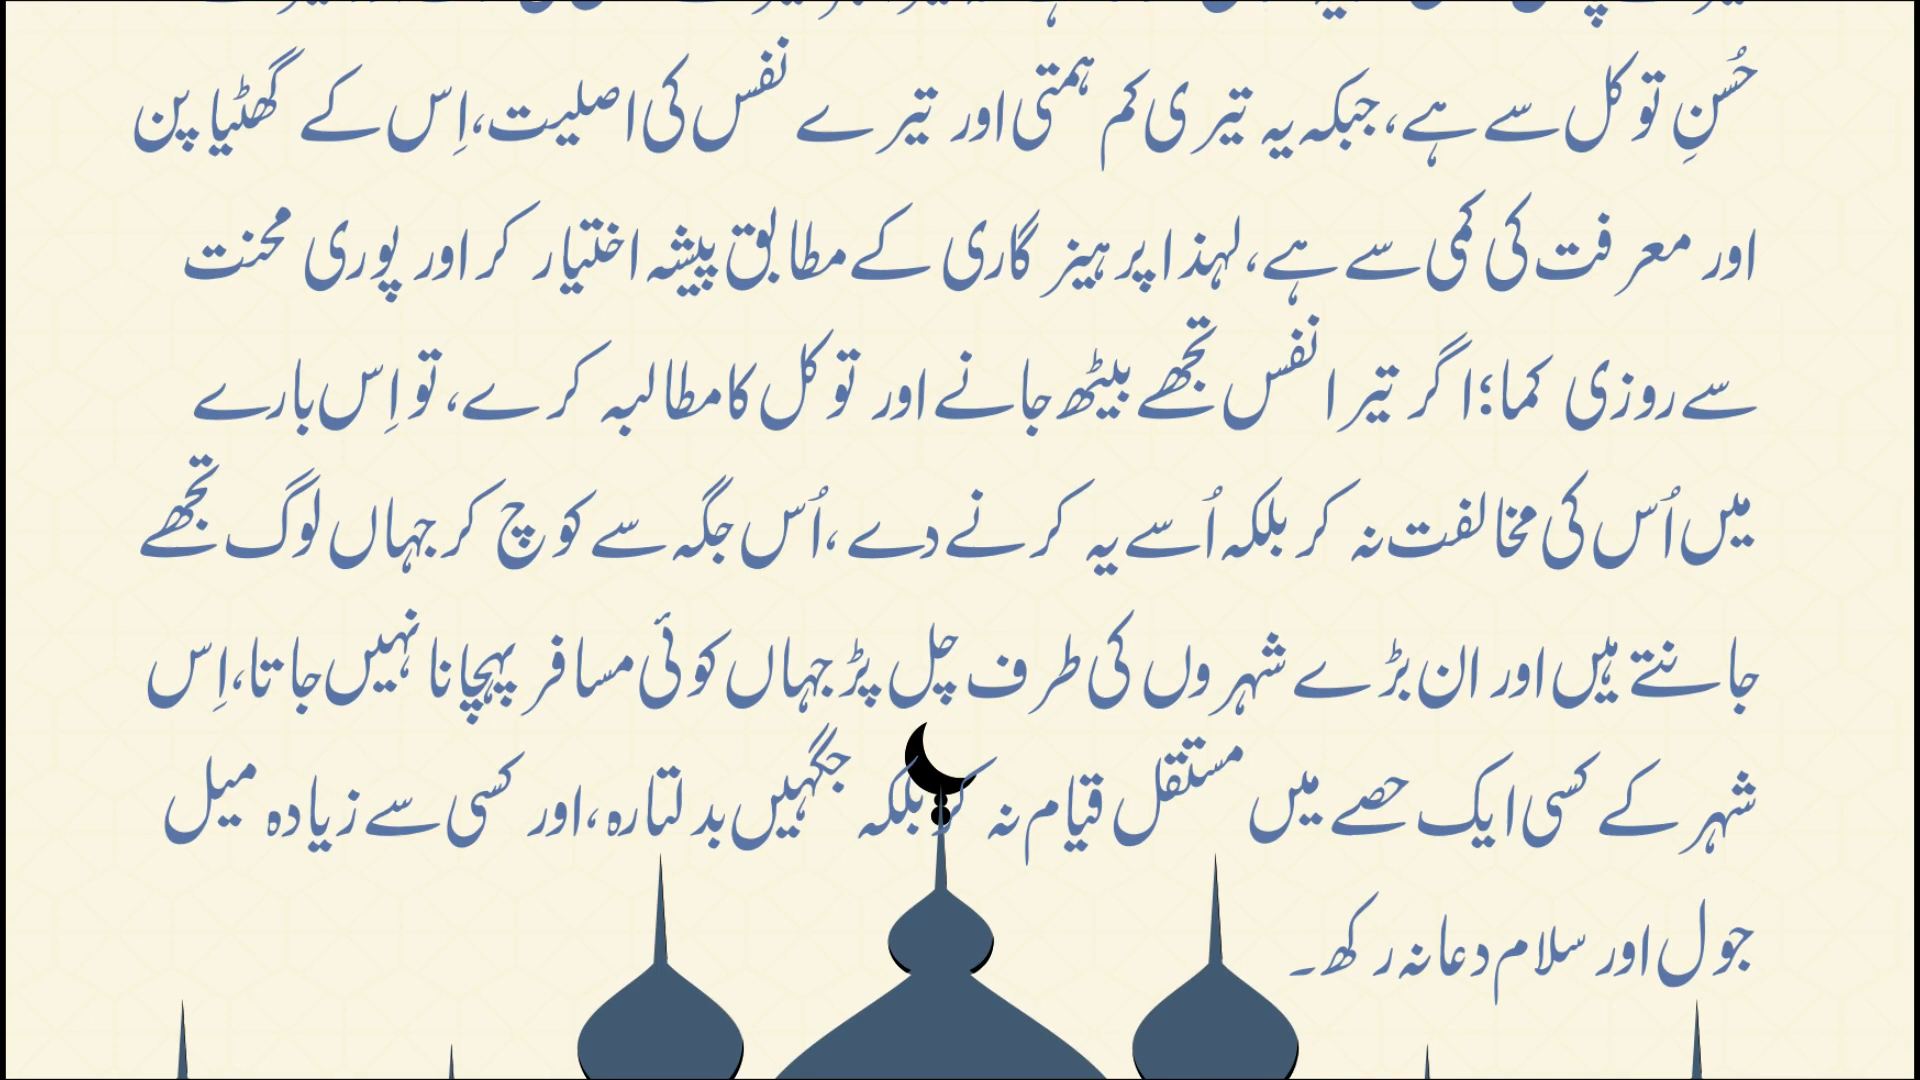 حُسنِ توکل سے ہے، جبکہ یہ تیری کم ہمتی اور تیرے نفس کی اصلیت، اِس کے گھٹیا پن
اور معرفت کی کمی سے ہے، لہذا پرہیز گاری کے مطابق پیشہ اختیار کر اور پوری محنت
سے روزی کما؛ اگر تیرا نفس تجھے بیٹھ جانے اور توکل کا مطالبہ کرے، تو اِس بارے
میں اُس کی مخالفت نہ کر بلکہ اُسے یہ کرنے دے، اُس جگہ سے کوچ کر جہاں لوگ تجھے
جانتے ہیں اور ان بڑے شہروں کی طرف چل پڑ جہاں کوئی مسافر پہچانا نہیں جاتا، اِس
شہر کے کسی ایک حصے میں مستقل قیام نہ کر بلکہ جگہیں بدلتا رہ، اور کسی سے زیادہ میل
جول اور سلام دعا نہ رکھ۔